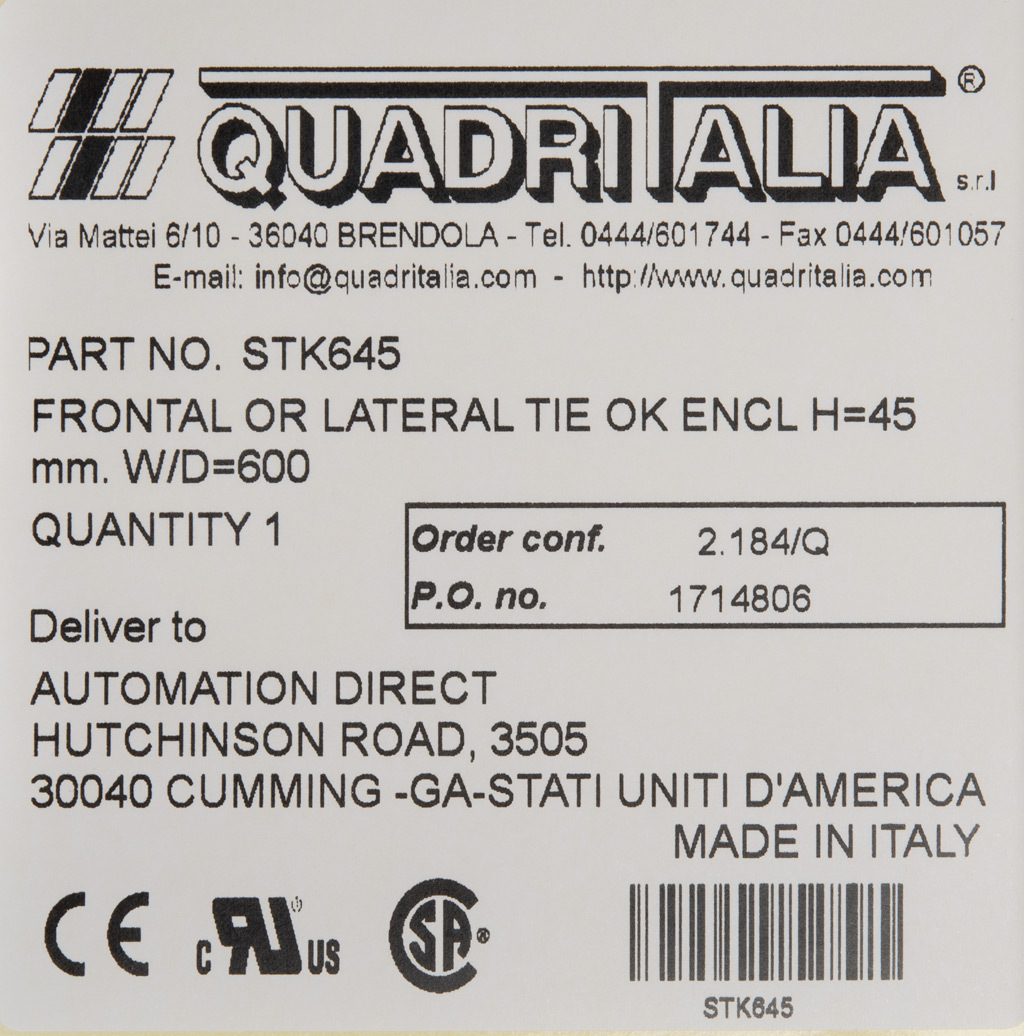 QUADRITALIA ®
s.r.l
Via Mattei 6/10 - 36040 BRENDOLA - Tel. 0444/601744 - Fax 0444/601057
E-mail: info@quadritalia.com - http://www.quadritalia.com
PART NO. STK645
FRONTAL OR LATERAL TIE OK ENCL H=45
mm. W/D=600
QUANTITY 1
Order conf. 2.184/Q
P.O. no. 1714806
Deliver to
AUTOMATION DIRECT
HUTCHINSON ROAD, 3505
30040 CUMMING -GA-STATI UNITI D'AMERICA
MADE IN ITALY
CE c RU US SA ®
STK645